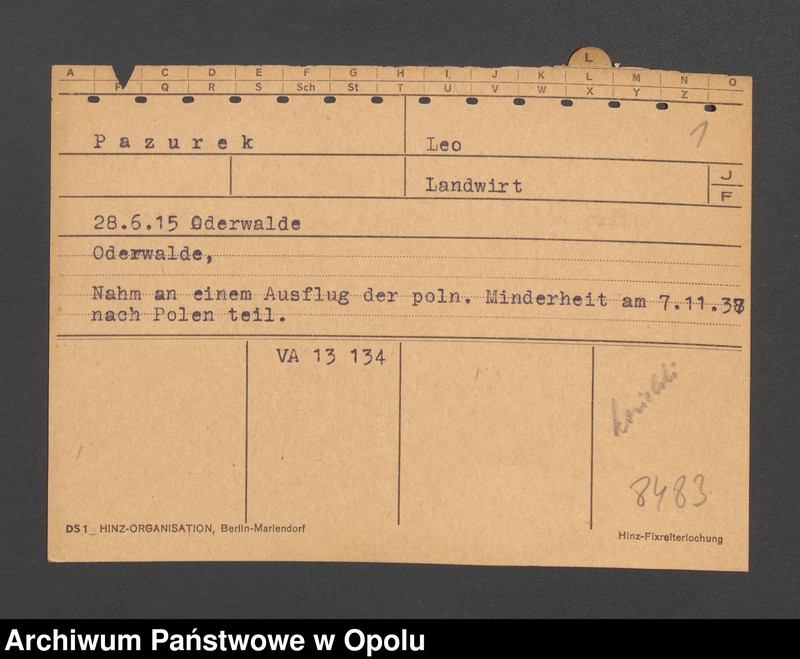 L
A C D E F G H I J K L M N O
P Q R S Sch St T U V W X Y Z
1
Pazurek Leo
Landwirt J
F
28.6.15 Oderwalde
Oderwalde,
Nahm an einem Ausflug der poln. Minderheit am 7.11.37
nach Polen teil.
VA 13 134
8483
DS1_ HINZ-ORGANISATION, Berlin-Mariendorf
Hinz-Fixreiterlochung
Archiwum Państwowe w Opolu